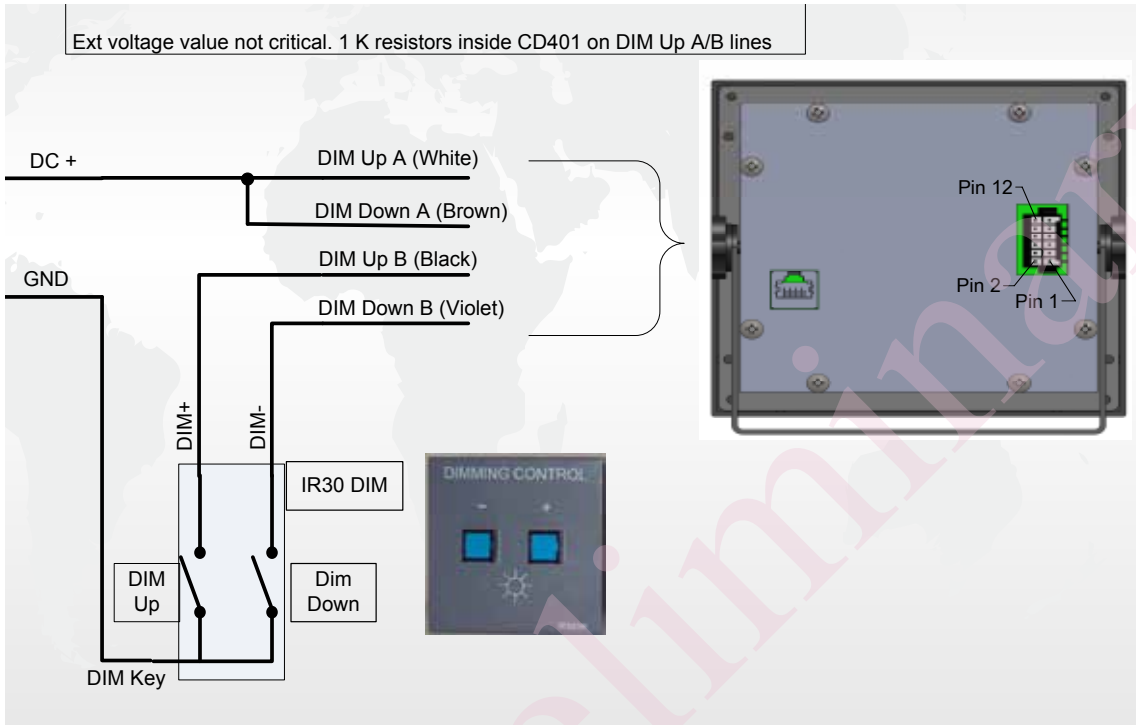 Ext voltage value not critical. 1 K resistors inside CD401 on DIM Up A/B lines
DC +
DIM Up A (White)
DIM Down A (Brown)
DIM Up B (Black)
GND
DIM Down B (Violet)
Pin 12
Pin 2
Pin 1
DIM+
DIM-
IR30 DIM
DIM
Up
Dim
Down
DIM Key
DIMMING CONTROL
- +
eliminar